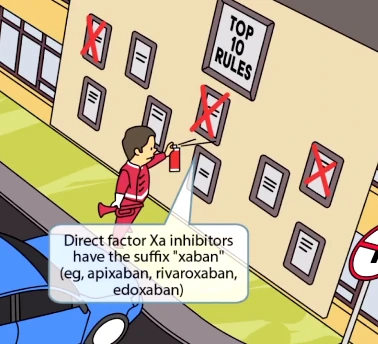 TOP
10
RULES
Direct factor Xa inhibitors
have the suffix "xaban"
(eg, apixaban, rivaroxaban,
edoxaban)